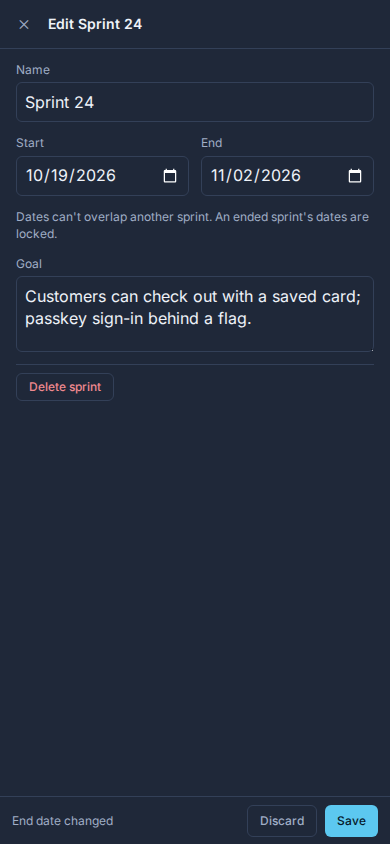 Edit Sprint 24
Name
Sprint 24
Start
End
10/19/2026
11/02/2026
Dates can't overlap another sprint. An ended sprint's dates are
locked.
Goal
Customers can check out with a saved card;
passkey sign-in behind a flag.
Delete sprint
End date changed
Discard
Save